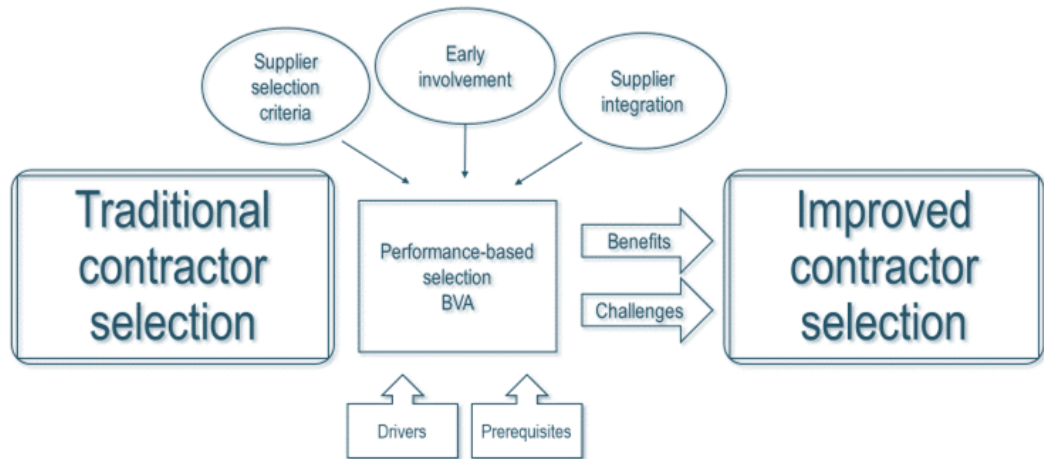 Supplier
selection
criteria
Early
involvement
Supplier
integration
Traditional
contractor
selection
Performance-based
selection
BVA
Benefits
Challenges
Improved
contractor
selection
Drivers
Prerequisites